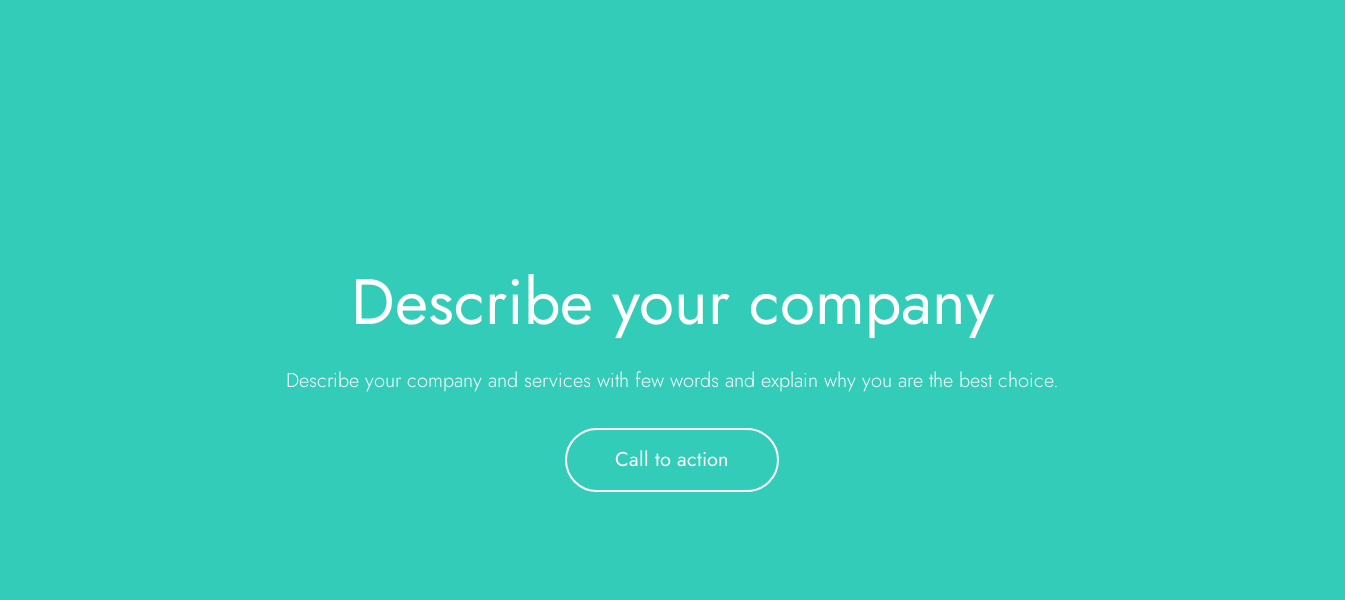 Describe your company
Describe your company and services with few words and explain why you are the best choice.
Call to action